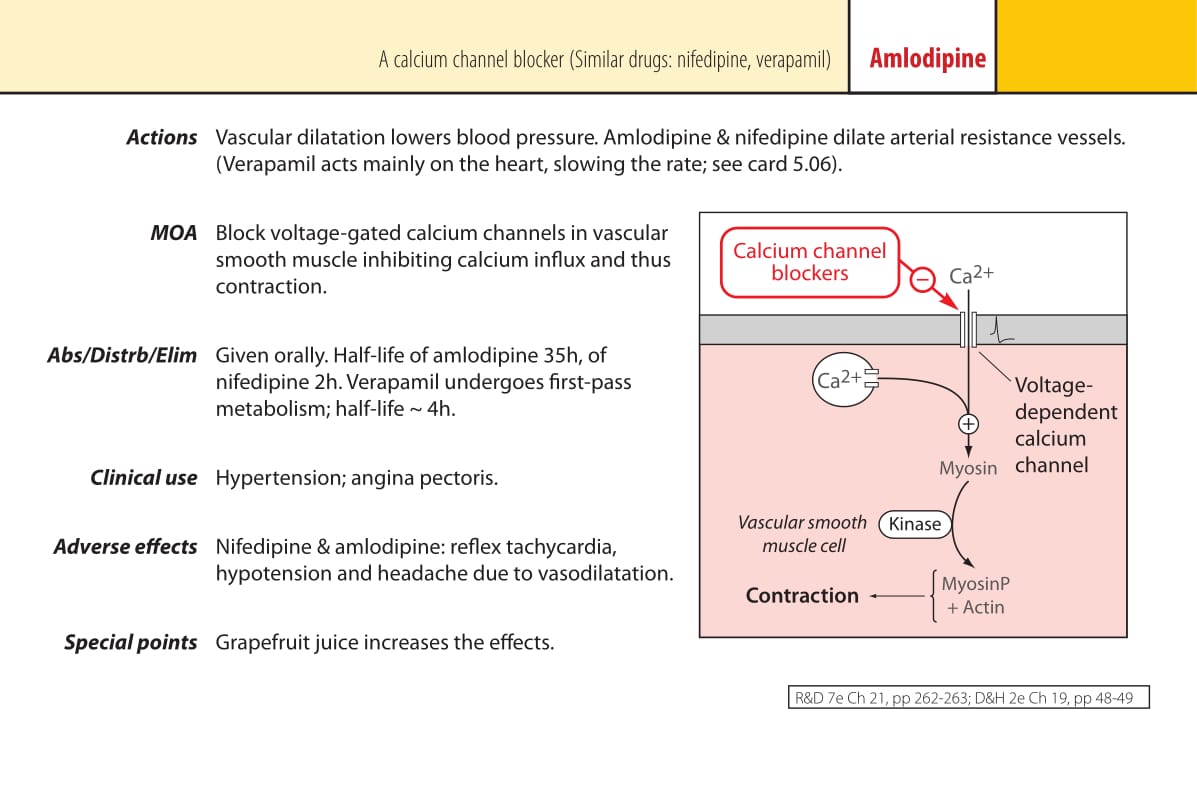 A calcium channel blocker (Similar drugs: nifedipine, verapamil)
Amlodipine
Actions Vascular dilatation lowers blood pressure. Amlodipine & nifedipine dilate arterial resistance vessels.
(Verapamil acts mainly on the heart, slowing the rate; see card 5.06).
MOA Block voltage-gated calcium channels in vascular
smooth muscle inhibiting calcium influx and thus
contraction.
Abs/Distrb/Elim Given orally. Half-life of amlodipine 35h, of
nifedipine 2h. Verapamil undergoes first-pass
metabolism; half-life ~ 4h.
Clinical use Hypertension; angina pectoris.
Adverse effects Nifedipine & amlodipine: reflex tachycardia,
hypotension and headache due to vasodilatation.
Special points Grapefruit juice increases the effects.
Calcium channel
blockers
−
Ca2+
Ca2+
+
Voltage-
dependent
calcium
channel
Myosin
Kinase
Vascular smooth
muscle cell
MyosinP
+ Actin
Contraction
R&D 7e Ch 21, pp 262-263; D&H 2e Ch 19, pp 48-49